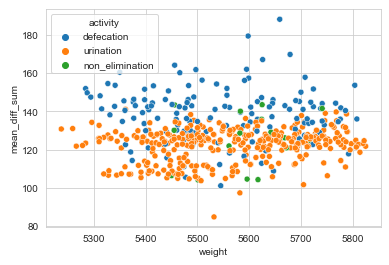 activity
defecation
urination
non_elimination
mean_diff_sum
180
160
140
120
100
80
5300 5400 5500 5600 5700 5800
weight